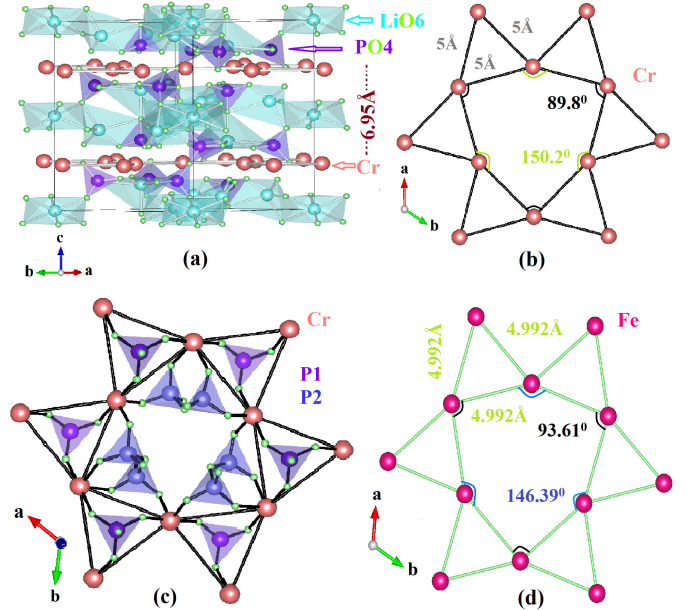 LiO6
PO4
6.95Å
Cr
c
b
a
(a)
5Å
5Å
5Å
Cr
89.8⁰
150.2⁰
a
b
(b)
Cr
P1
P2
a
b
(c)
4.992Å
4.992Å
4.992Å
Fe
93.61⁰
146.39⁰
a
b
(d)